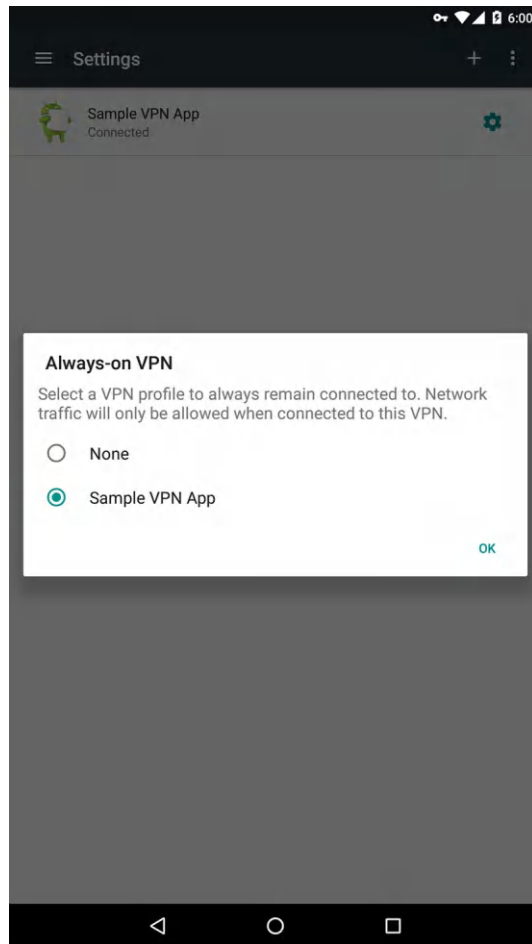 6:00
Settings
Sample VPN App
Connected
Always-on VPN
Select a VPN profile to always remain connected to. Network
traffic will only be allowed when connected to this VPN.
None
Sample VPN App
OK